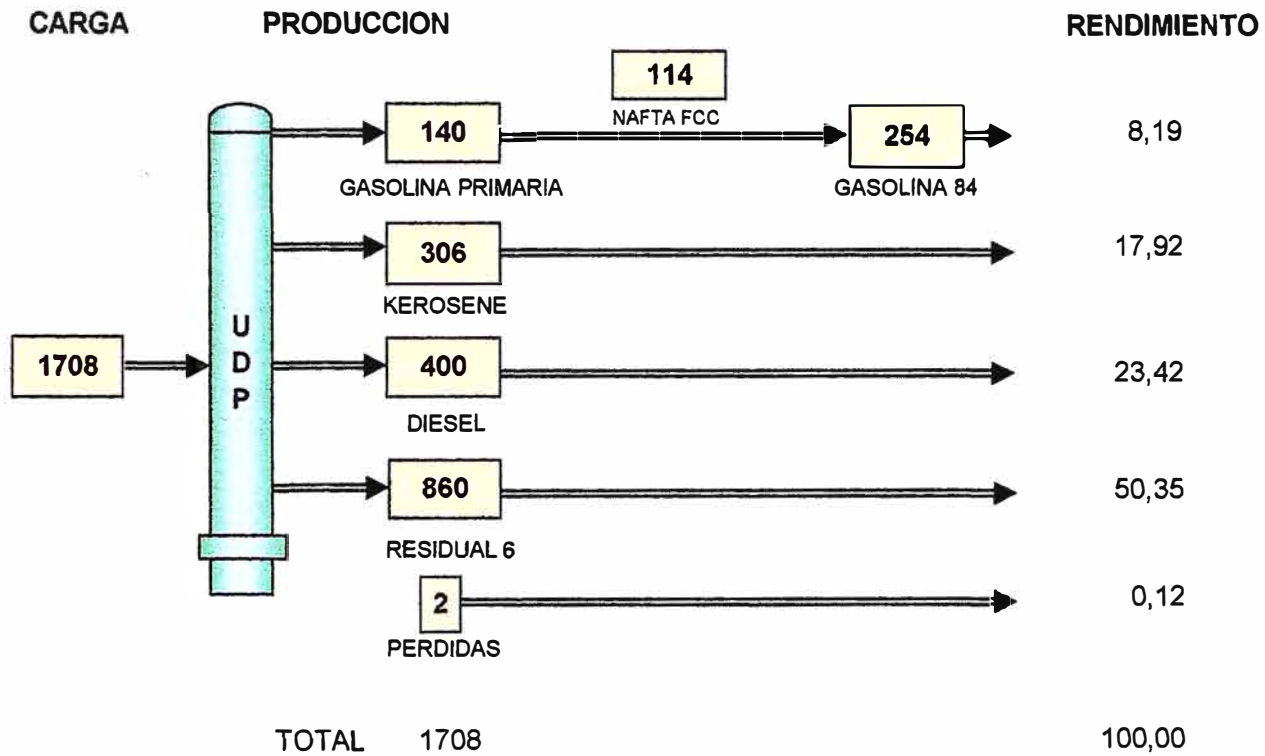 CARGA PRODUCCION RENDIMIENTO
114
NAFTA FCC
140 254 8,19
GASOLINA PRIMARIA GASOLINA 84
306 17,92
KEROSENE
U
D
P
1708 400 23,42
DIESEL
860 50,35
RESIDUAL 6
2 0,12
PERDIDAS
TOTAL 1708 100,00